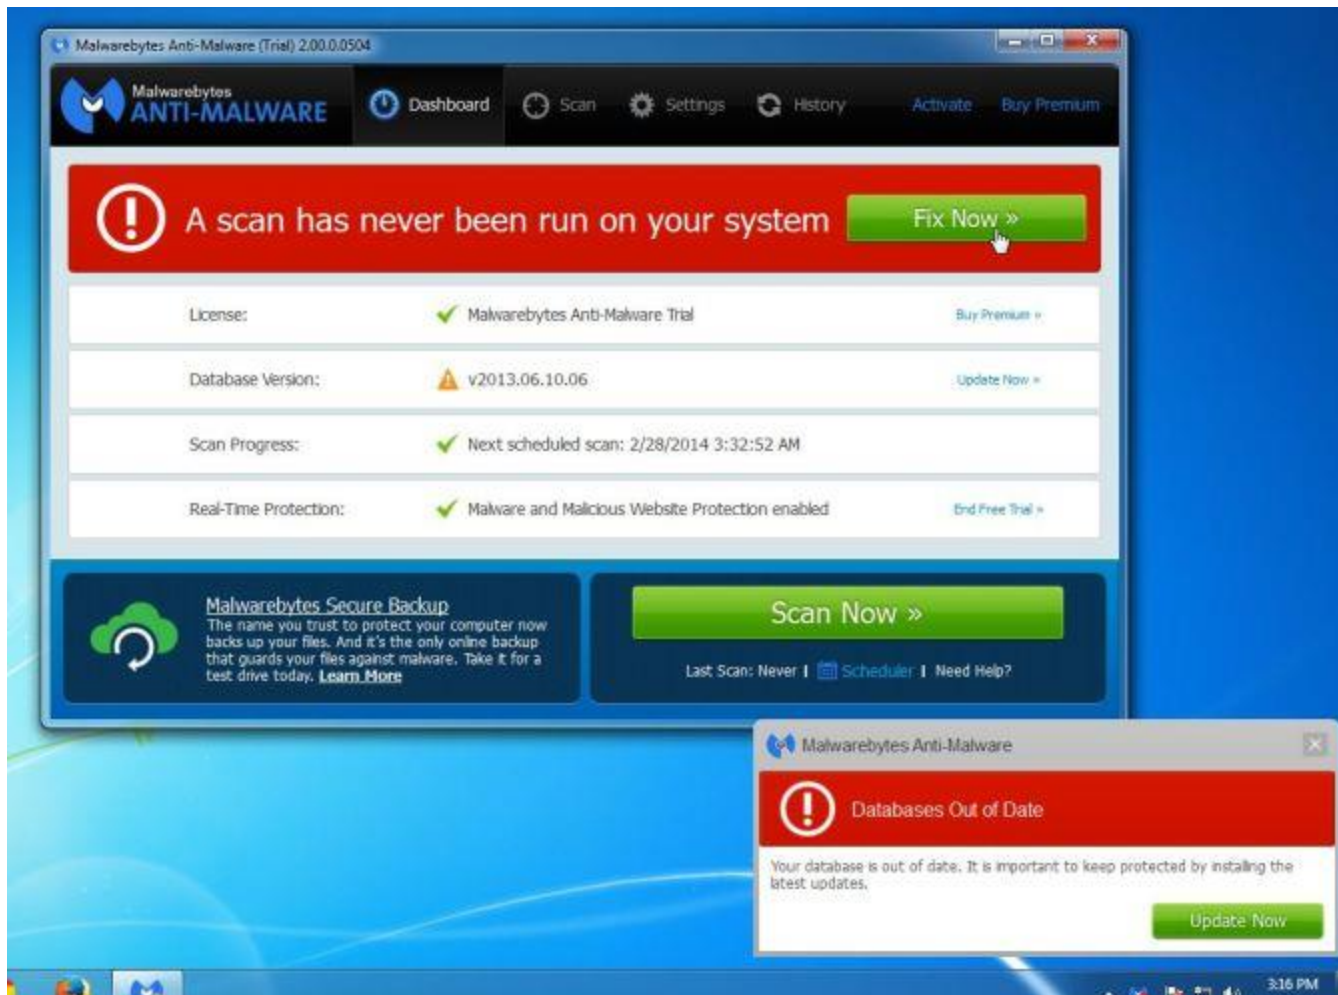 Malwarebytes Anti-Malware (Trial) 2.00.0.0504
Malwarebytes
ANTI-MALWARE
Dashboard
Scan
Settings
History
Activate
Buy Premium
A scan has never been run on your system
Fix Now »
License:
Malwarebytes Anti-Malware Trial
Buy Premium »
Database Version:
v2013.06.10.06
Update Now »
Scan Progress:
Next scheduled scan: 2/28/2014 3:32:52 AM
Real-Time Protection:
Malware and Malicious Website Protection enabled
End Free Trial »
Malwarebytes Secure Backup
The name you trust to protect your computer now
backs up your files. And it's the only online backup
that guards your files against malware. Take it for a
test drive today. Learn More
Scan Now »
Last Scan: Never | Scheduler | Need Help?
Malwarebytes Anti-Malware
Databases Out of Date
Your database is out of date. It is important to keep protected by installing the
latest updates.
Update Now
3:16 PM